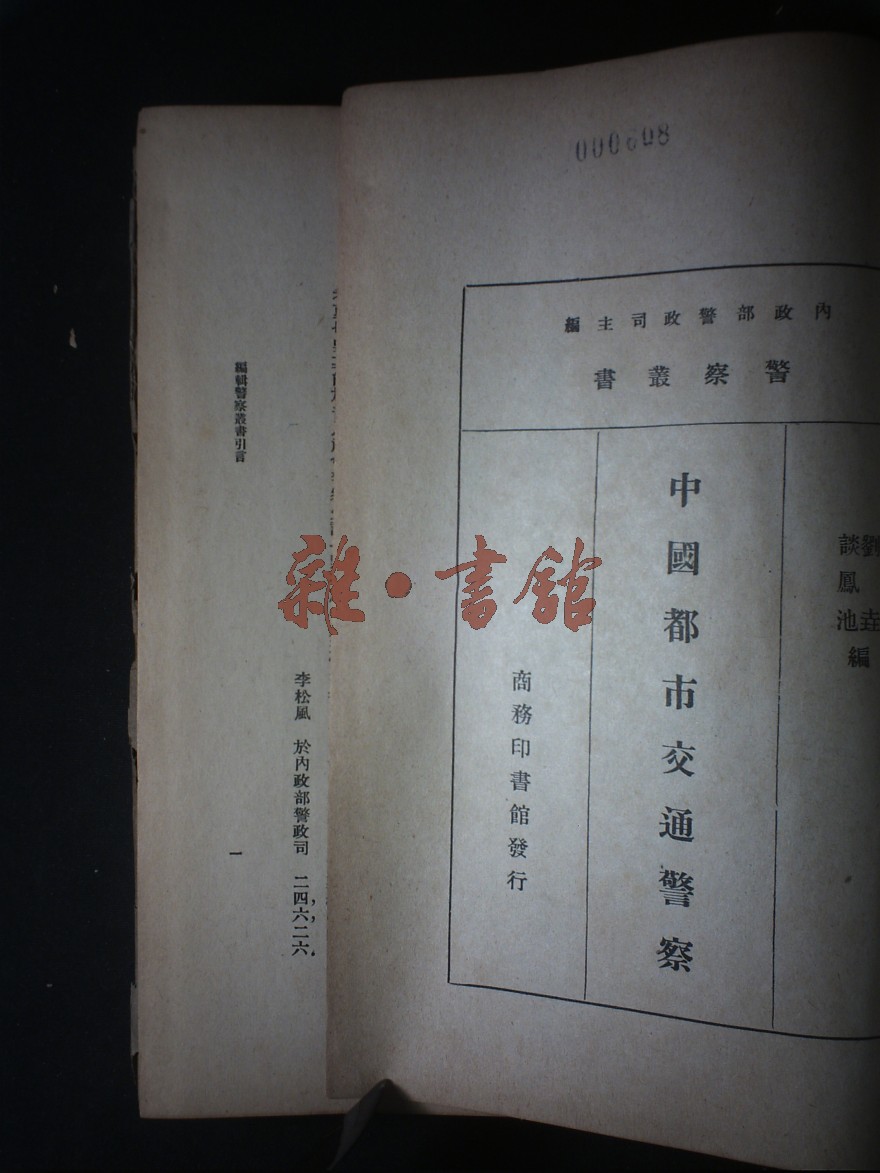 內政部警政司主編
警察叢書
劉垚
談鳳池編
中國都市交通警察
商務印書館發行
李松風 於內政部警政司 二四,六,二六.
編輯警察叢書引言
一
雜·書館